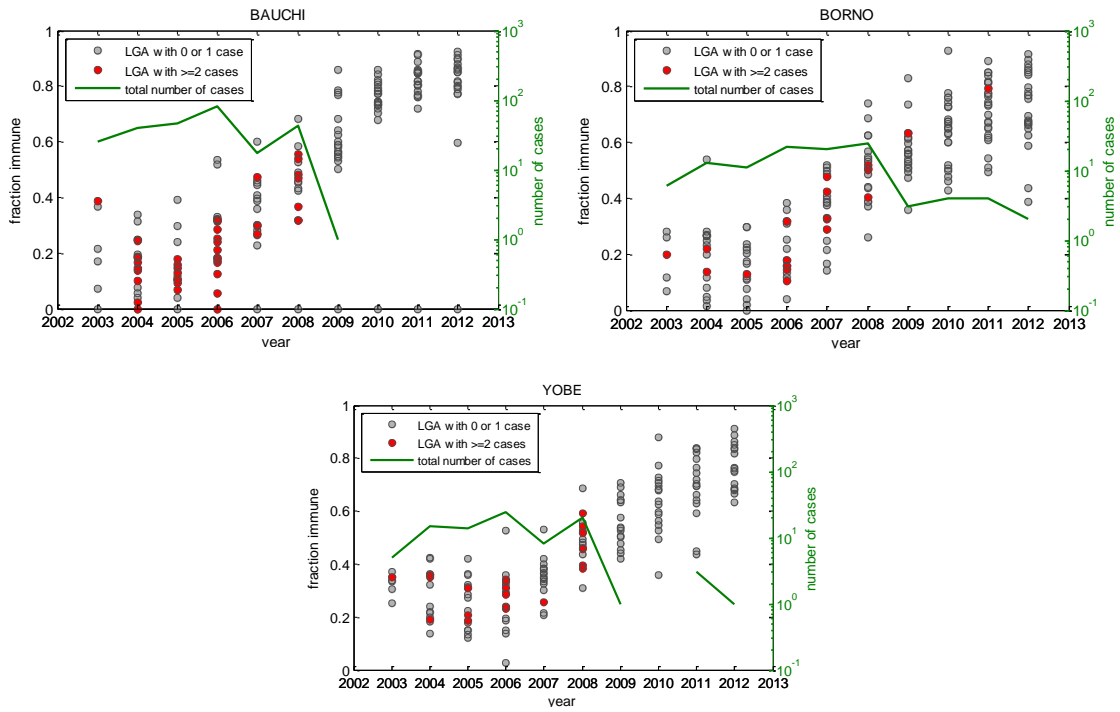 BAUCHI
LGA with 0 or 1 case
LGA with >=2 cases
total number of cases
fraction immune
1
0.8
0.6
0.4
0.2
0
10^3
10^2
10^1
10^0
10^-1
number of cases
2002 2003 2004 2005 2006 2007 2008 2009 2010 2011 2012 2013
year
BORNO
LGA with 0 or 1 case
LGA with >=2 cases
total number of cases
fraction immune
1
0.8
0.6
0.4
0.2
0
10^3
10^2
10^1
10^0
10^-1
number of cases
2002 2003 2004 2005 2006 2007 2008 2009 2010 2011 2012 2013
year
YOBE
LGA with 0 or 1 case
LGA with >=2 cases
total number of cases
fraction immune
1
0.8
0.6
0.4
0.2
0
10^3
10^2
10^1
10^0
10^-1
number of cases
2002 2003 2004 2005 2006 2007 2008 2009 2010 2011 2012 2013
year